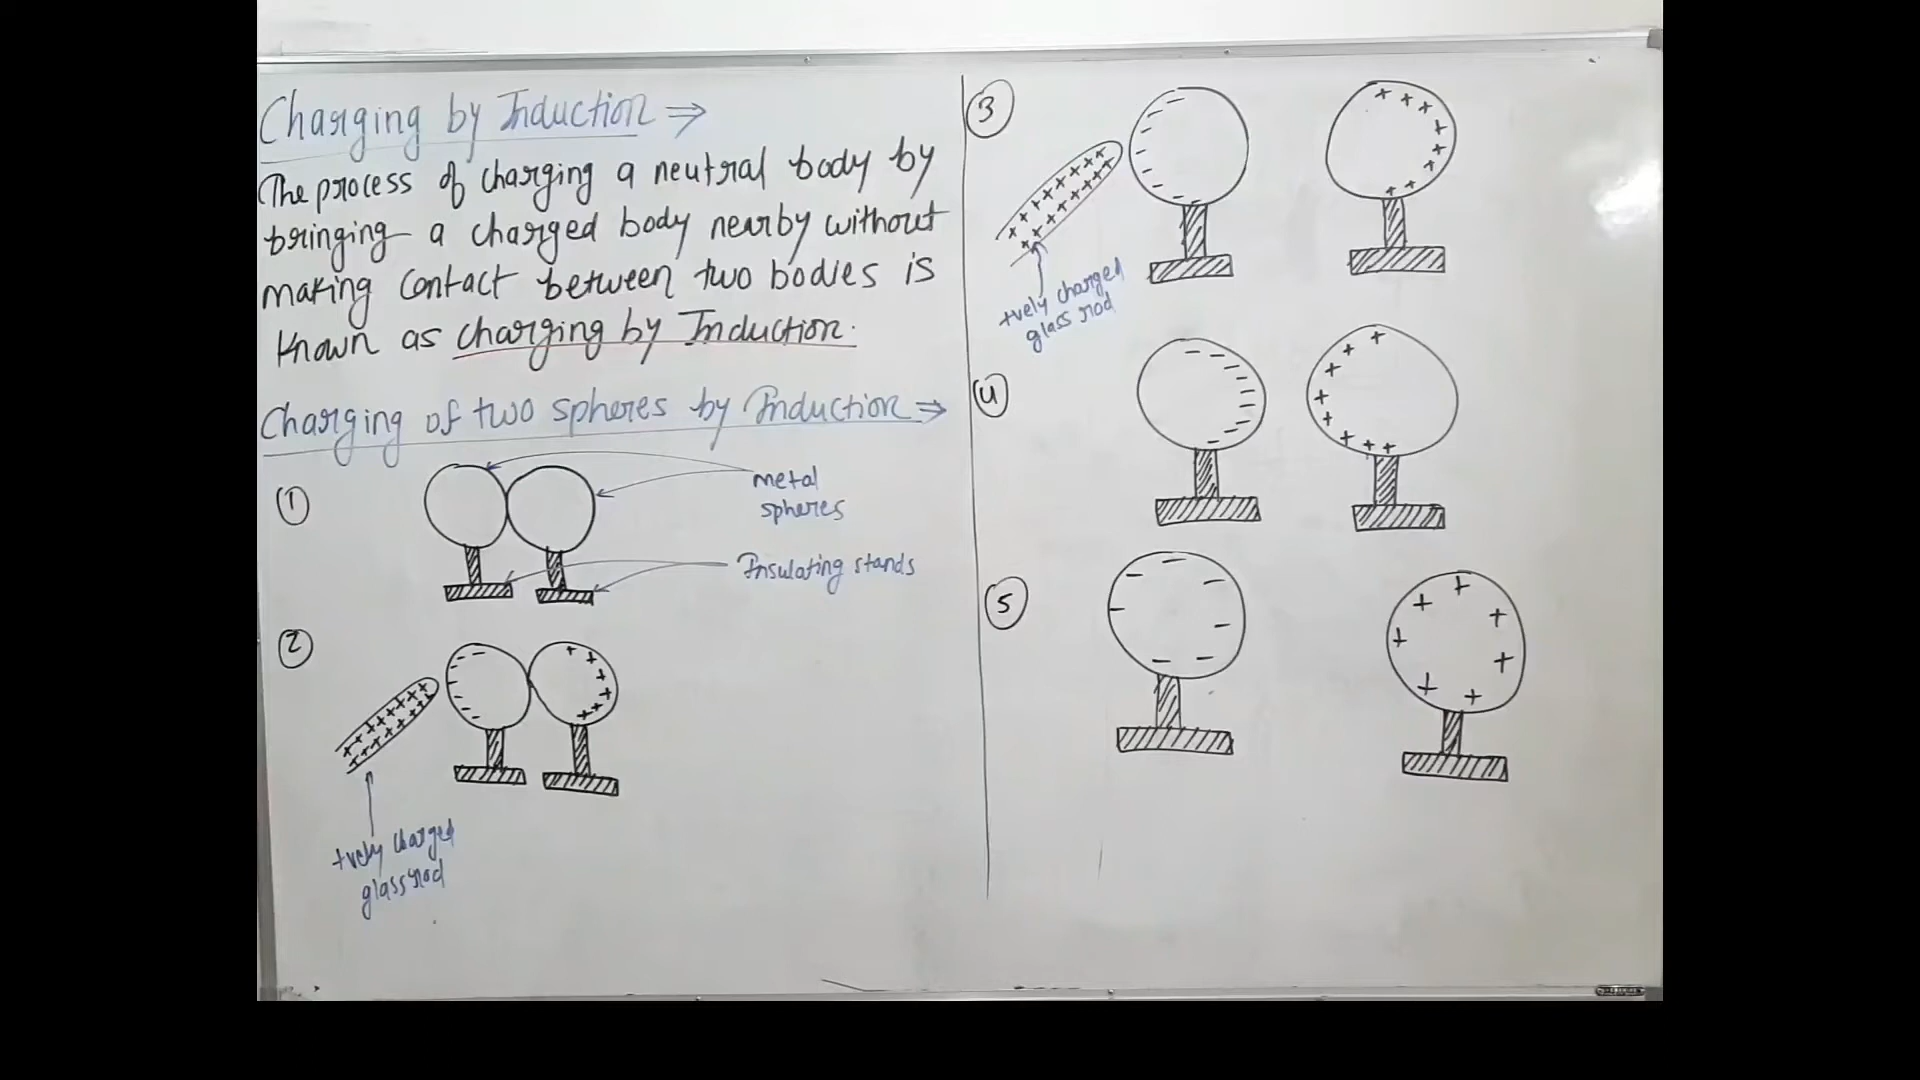 Charging by Induction ⇒
The process of charging a neutral body by
bringing a charged body nearby without
making contact between two bodies is
known as charging by Induction.
Charging of two spheres by Induction ⇒
1
metal
spheres
Insulating stands
2
+vely charged
glass rod
3
+vely charged
glass rod
4
5